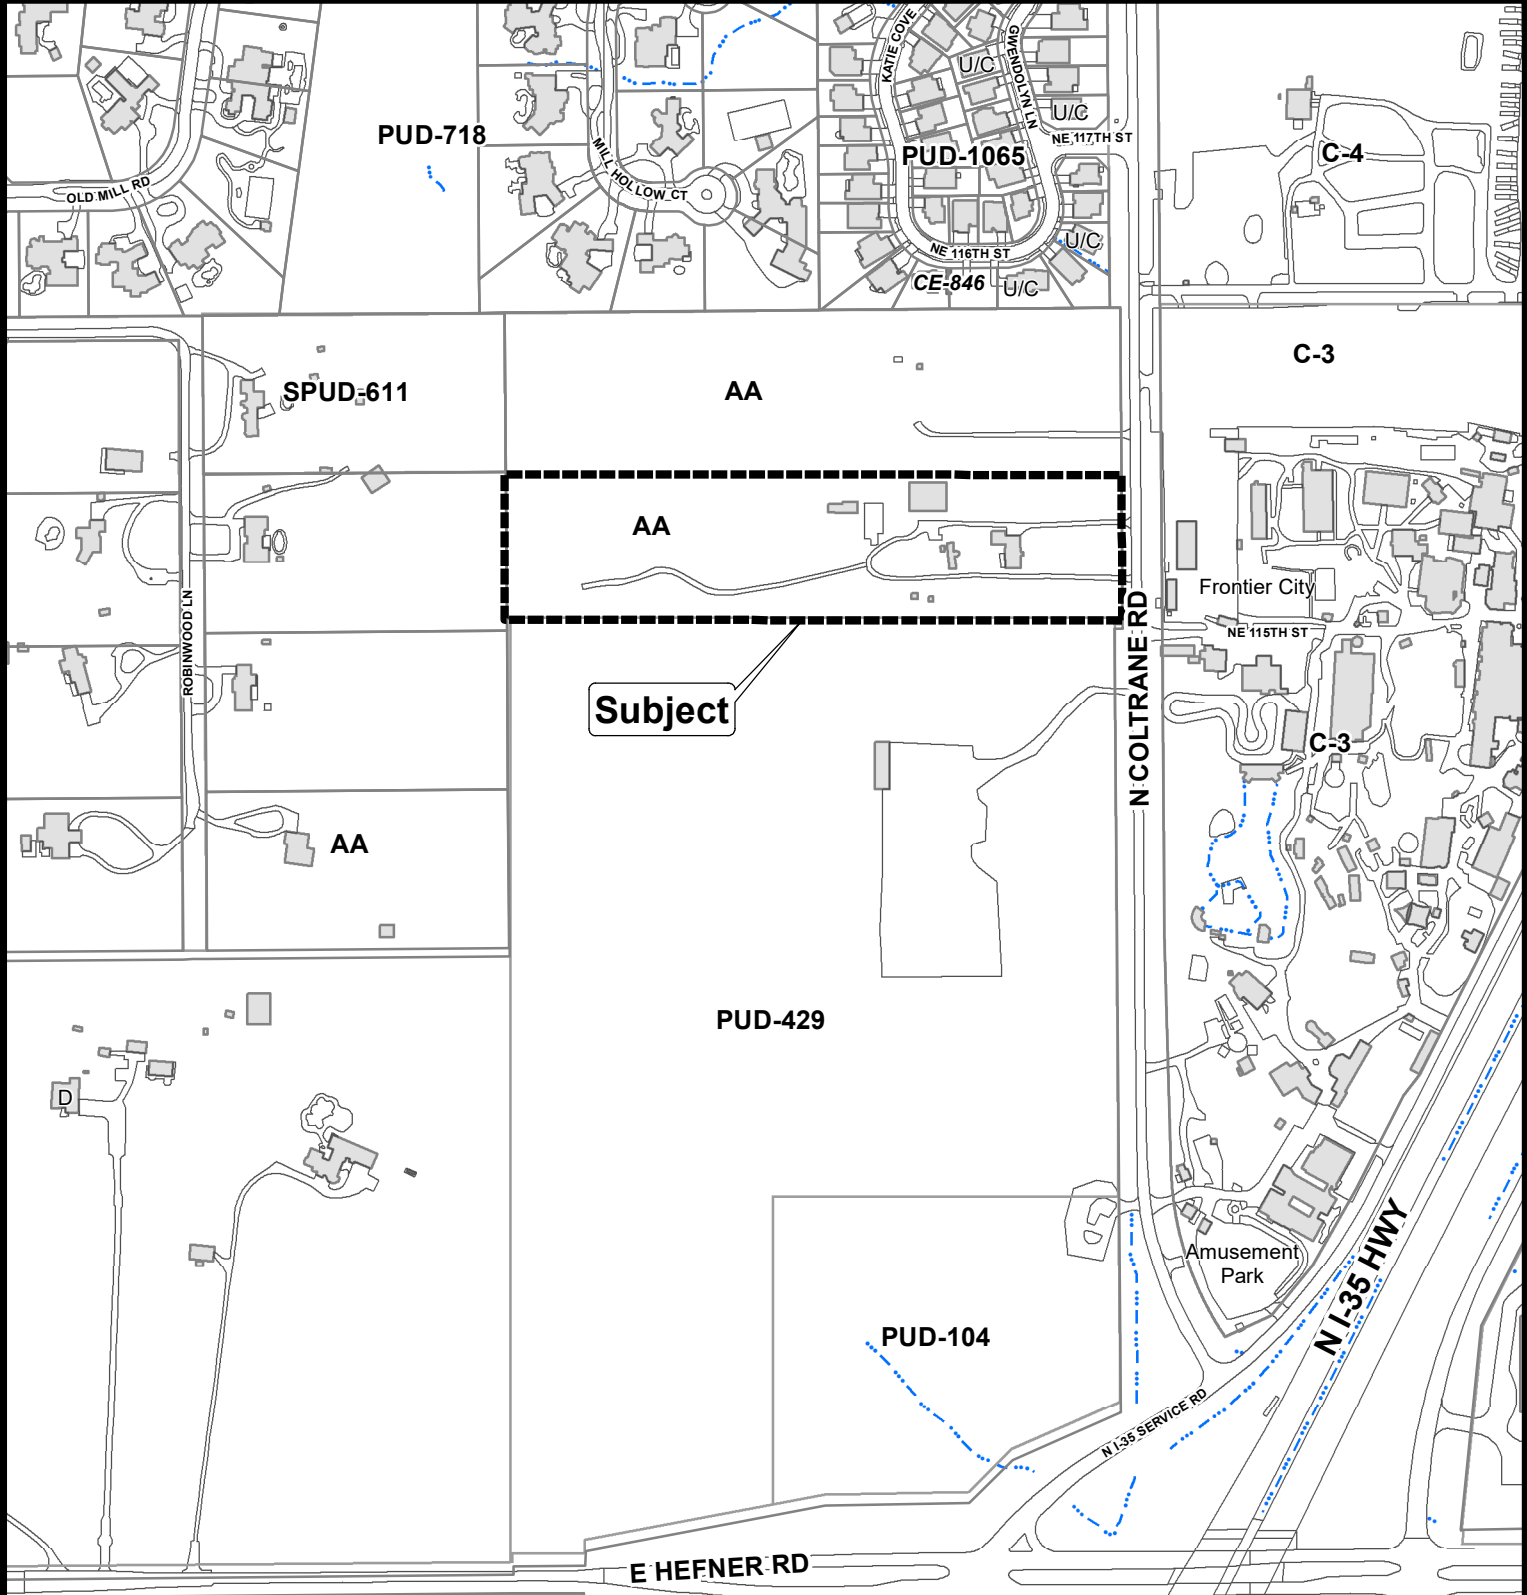 KATIE COVE
GWENDOLYN LN
U/C
U/C
NE 117TH ST
PUD-718
PUD-1065
C-4
MILL HOLLOW CT
OLD MILL RD
U/C
NE 116TH ST
CE-846
U/C
C-3
SPUD-611
AA
AA
Frontier City
NE 115TH ST
ROBINWOOD LN
N COLTRANE RD
Subject
C-3
AA
PUD-429
D
Amusement
Park
N I-35 HWY
PUD-104
N I-35 SERVICE RD
E HEFNER RD